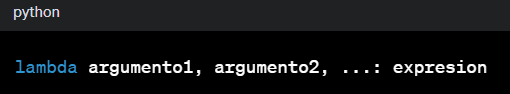 python
lambda argumento1, argumento2, ...: expresion